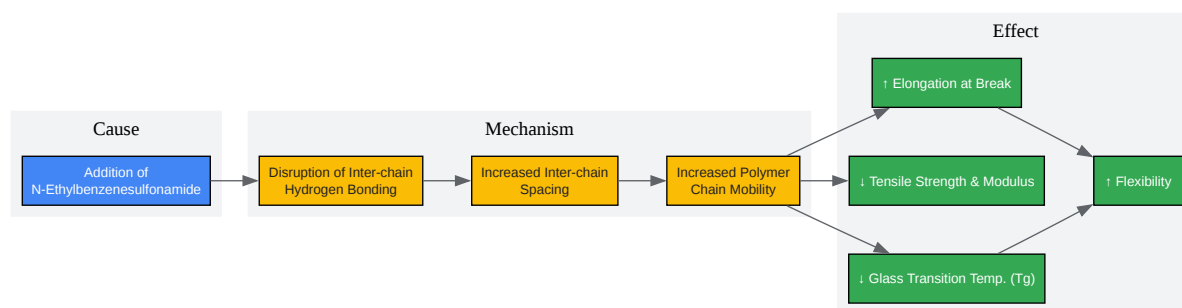 Cause
Addition of
N-Ethylbenzenesulfonamide
Mechanism
Disruption of Inter-chain
Hydrogen Bonding
Increased Inter-chain
Spacing
Increased Polymer
Chain Mobility
Effect
↑ Elongation at Break
↓ Tensile Strength & Modulus
↓ Glass Transition Temp. (Tg)
↑ Flexibility